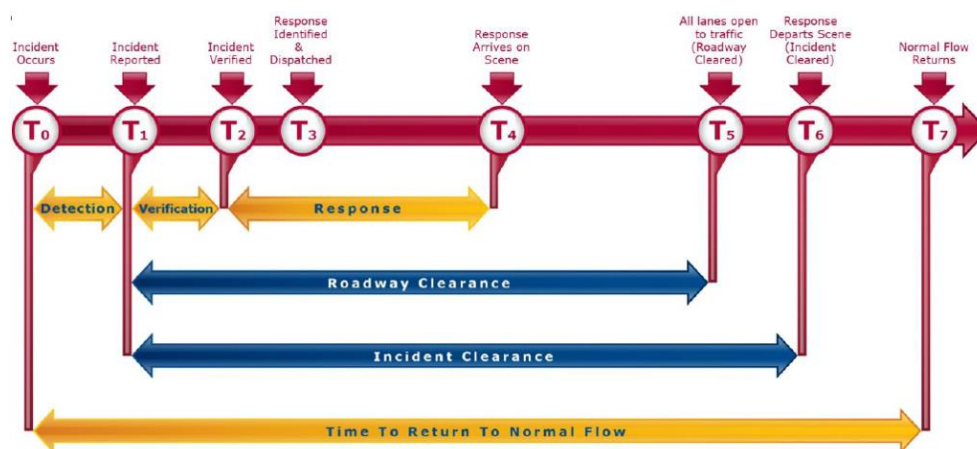 Incident
Occurs
Incident
Reported
Incident
Verified
Response
Identified
&
Dispatched
Response
Arrives on
Scene
All lanes open
to traffic
(Roadway
Cleared)
Response
Departs Scene
(Incident
Cleared)
Normal Flow
Returns
T0
T1
T2
T3
T4
T5
T6
T7
Detection
Verification
Response
Roadway Clearance
Incident Clearance
Time To Return To Normal Flow